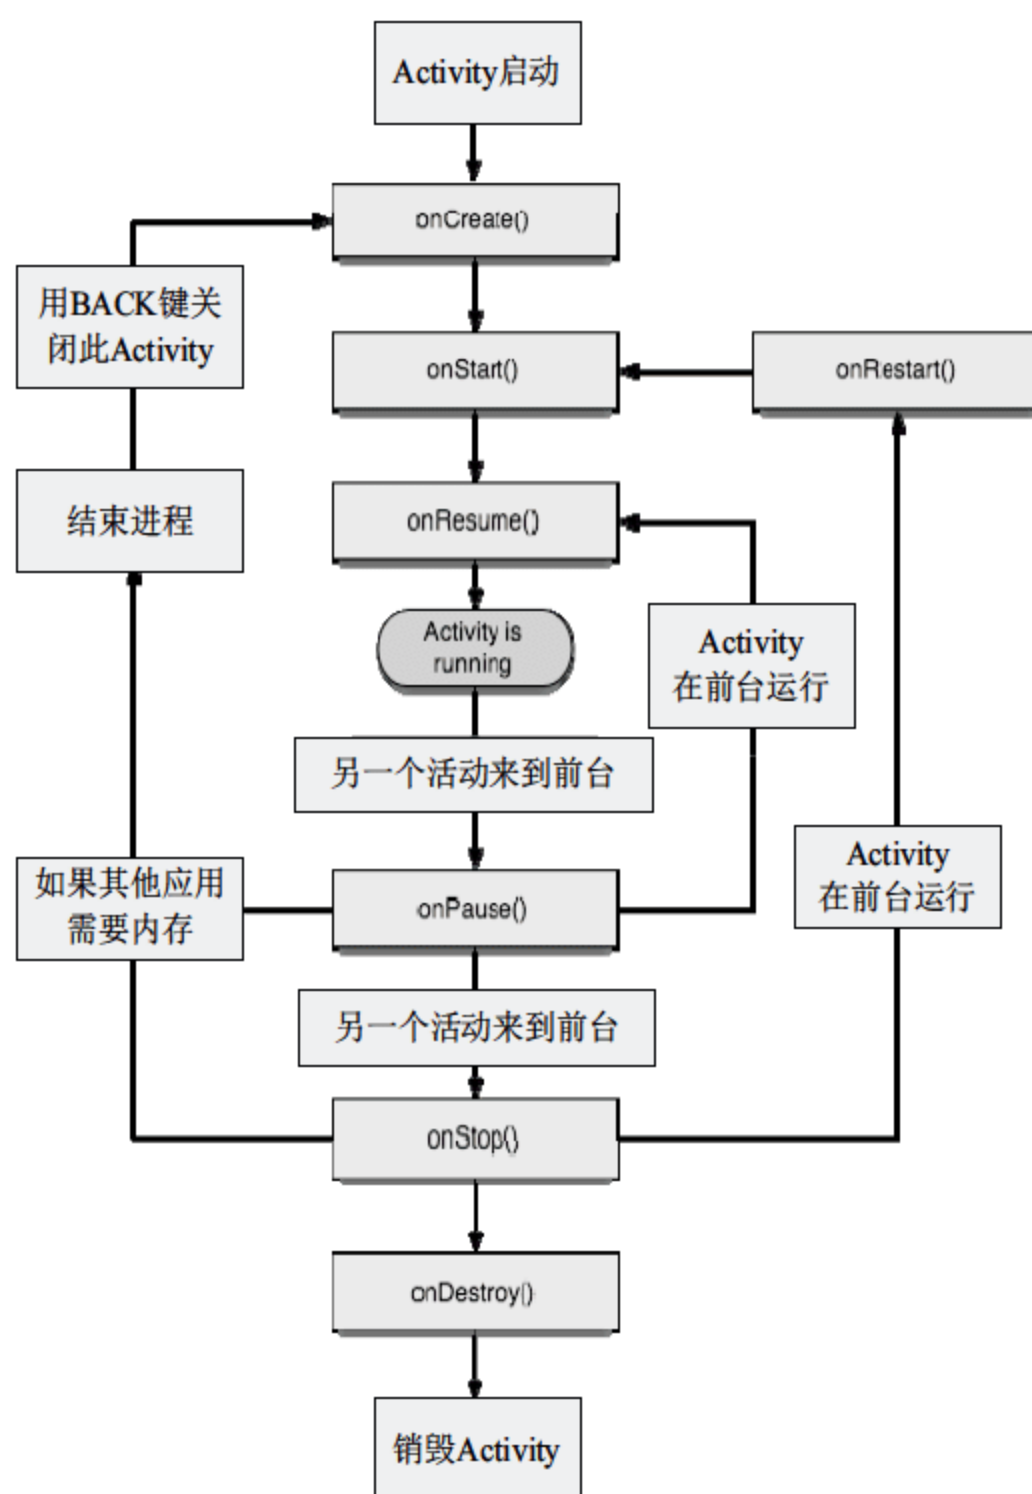 Activity启动
onCreate()
用BACK键关
闭此Activity
onStart()
onRestart()
结束进程
onResume()
Activity is
running
Activity
在前台运行
另一个活动来到前台
如果其他应用
需要内存
onPause()
Activity
在前台运行
另一个活动来到前台
onStop()
onDestroy()
销毁Activity